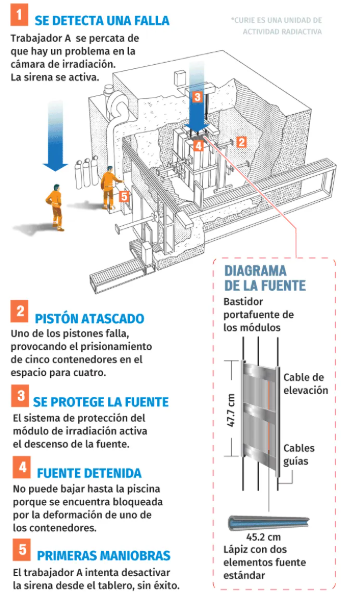 1 SE DETECTA UNA FALLA
Trabajador A se percata de
que hay un problema en la
cámara de irradiación.
La sirena se activa.
*CURIE ES UNA UNIDAD DE
ACTIVIDAD RADIACTIVA
3
4
2
5
2 PISTÓN ATASCADO
Uno de los pistones falla,
provocando el prisionamiento
de cinco contenedores en el
espacio para cuatro.
3 SE PROTEGE LA FUENTE
El sistema de protección del
módulo de irradiación activa
el descenso de la fuente.
4 FUENTE DETENIDA
No puede bajar hasta la piscina
porque se encuentra bloqueada
por la deformación de uno de
los contenedores.
5 PRIMERAS MANIOBRAS
El trabajador A intenta desactivar
la sirena desde el tablero, sin éxito.
DIAGRAMA
DE LA FUENTE
Bastidor
portafuente de
los módulos
Cable de
elevación
47.7 cm
Cables
guías
45.2 cm
Lápiz con dos
elementos fuente
estándar